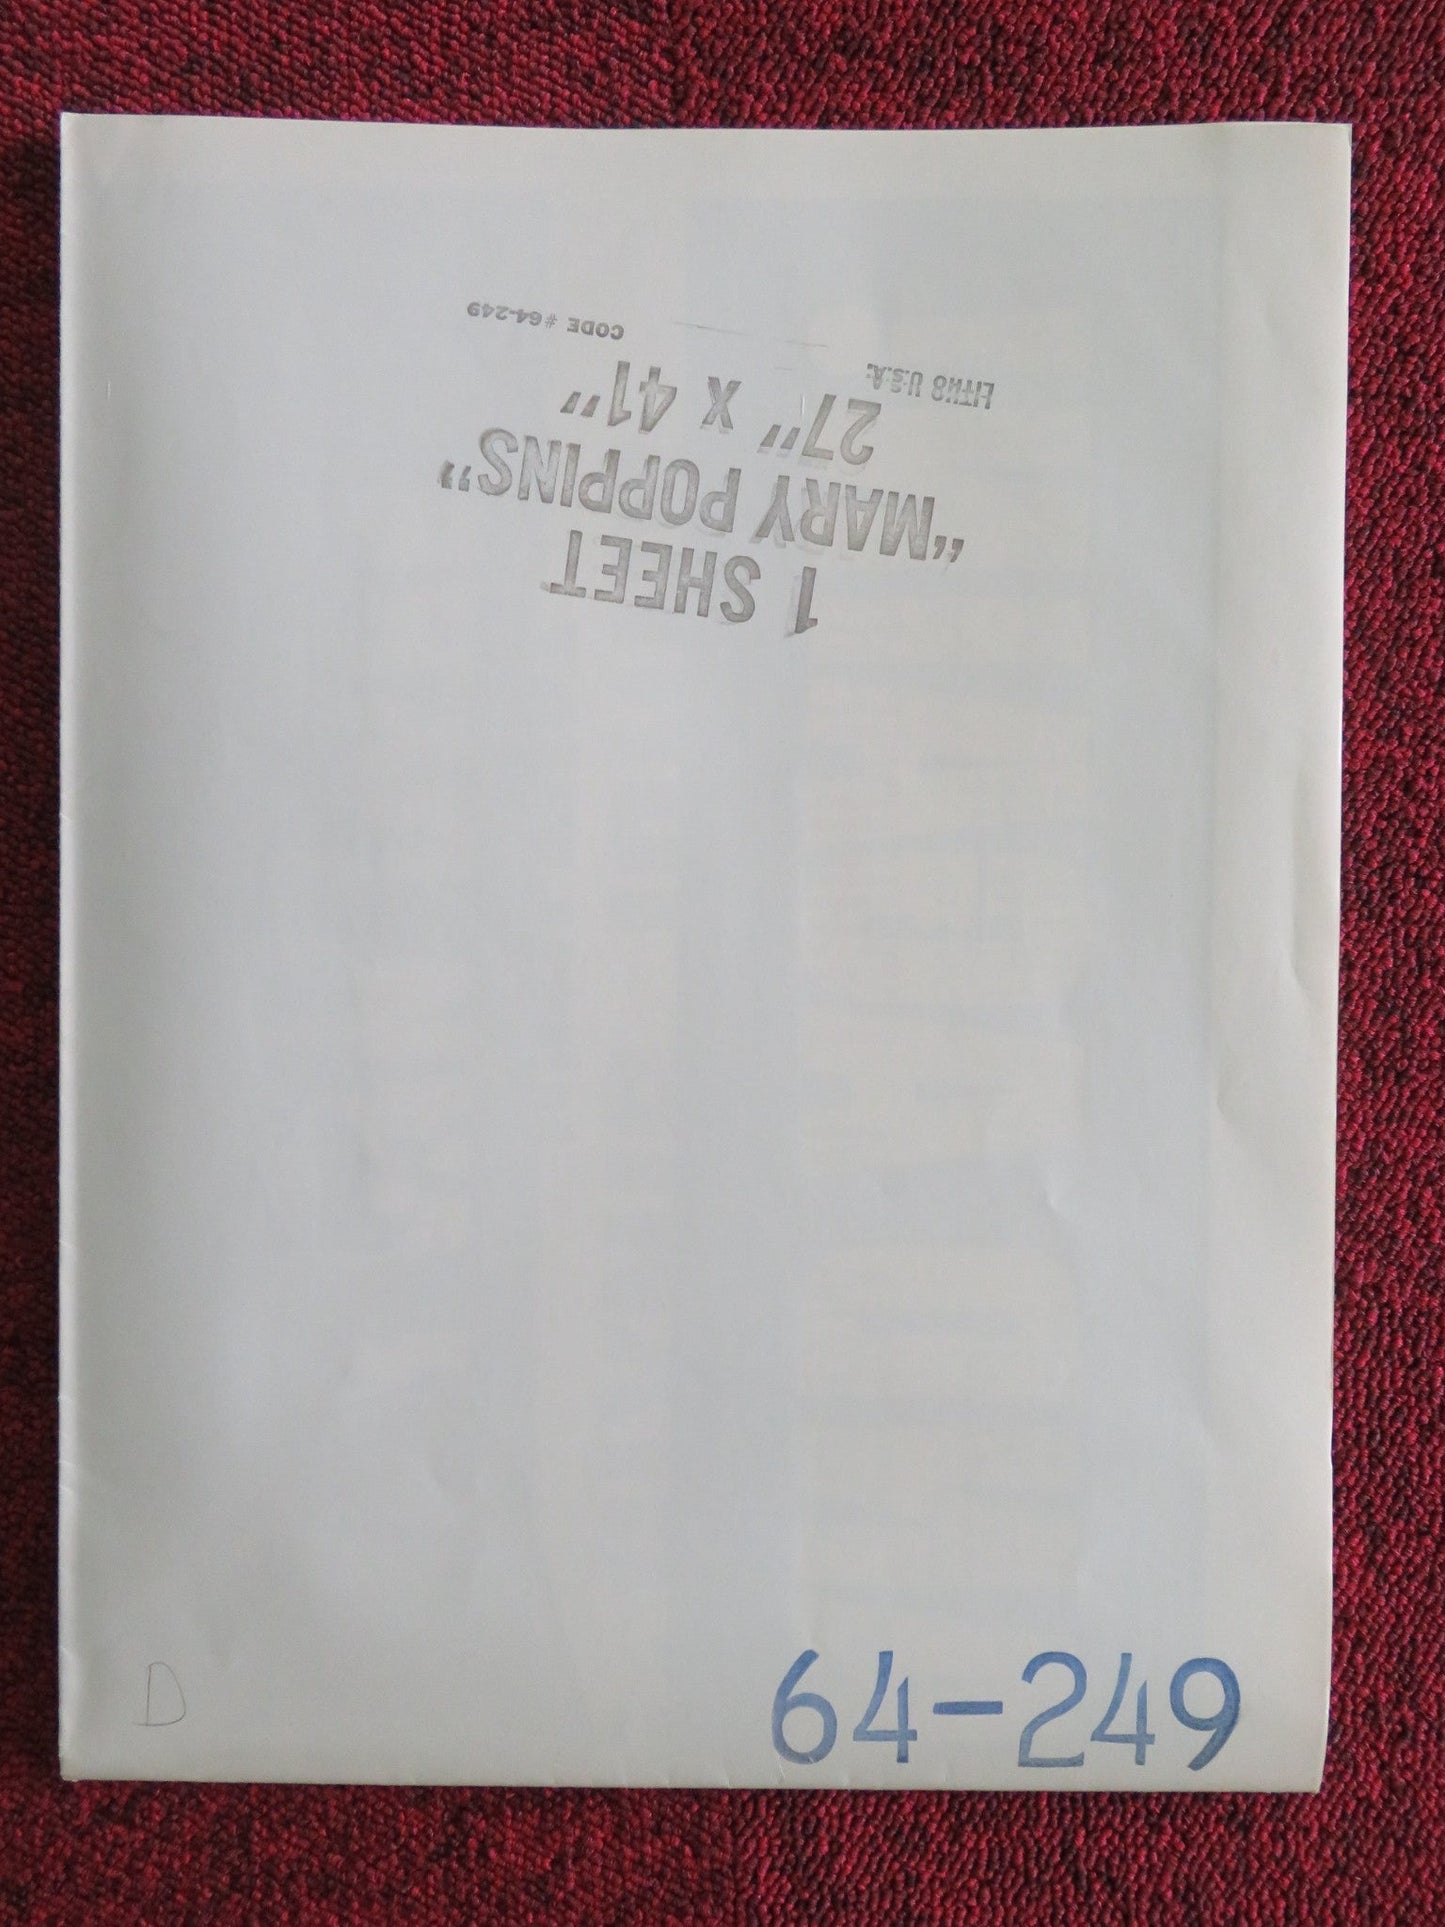 1 SHEET
"MARY POPPINS"
27" X 41"
LITHO U.S.A.
CODE #64-249
64-249
D